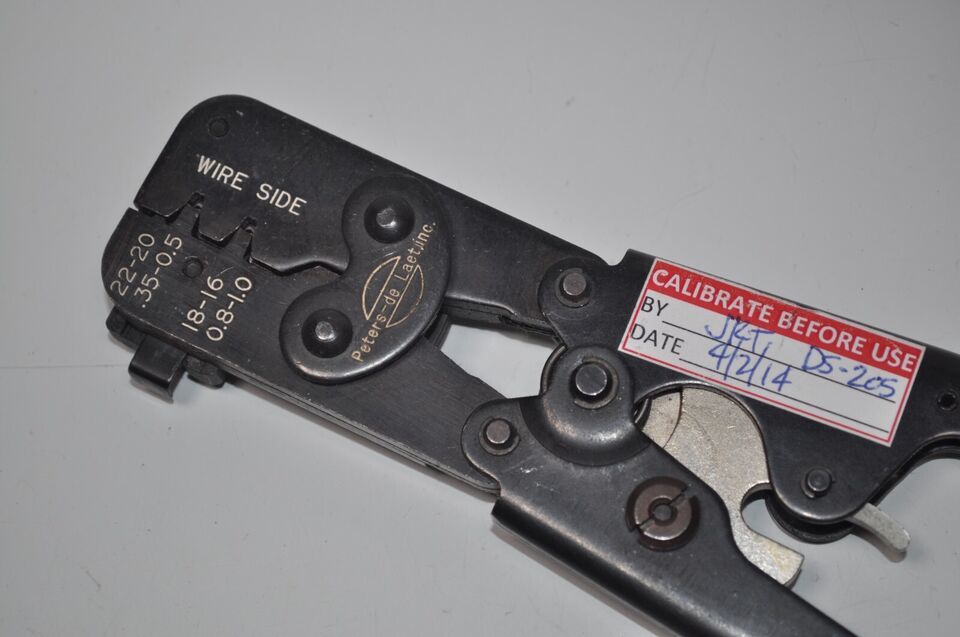 WIRE SIDE
22-20
.35-0.5
18-16
0.8-1.0
Peters-de Laet,inc.
CALIBRATE BEFORE USE
BY JKT, DS-205
DATE 4/2/14